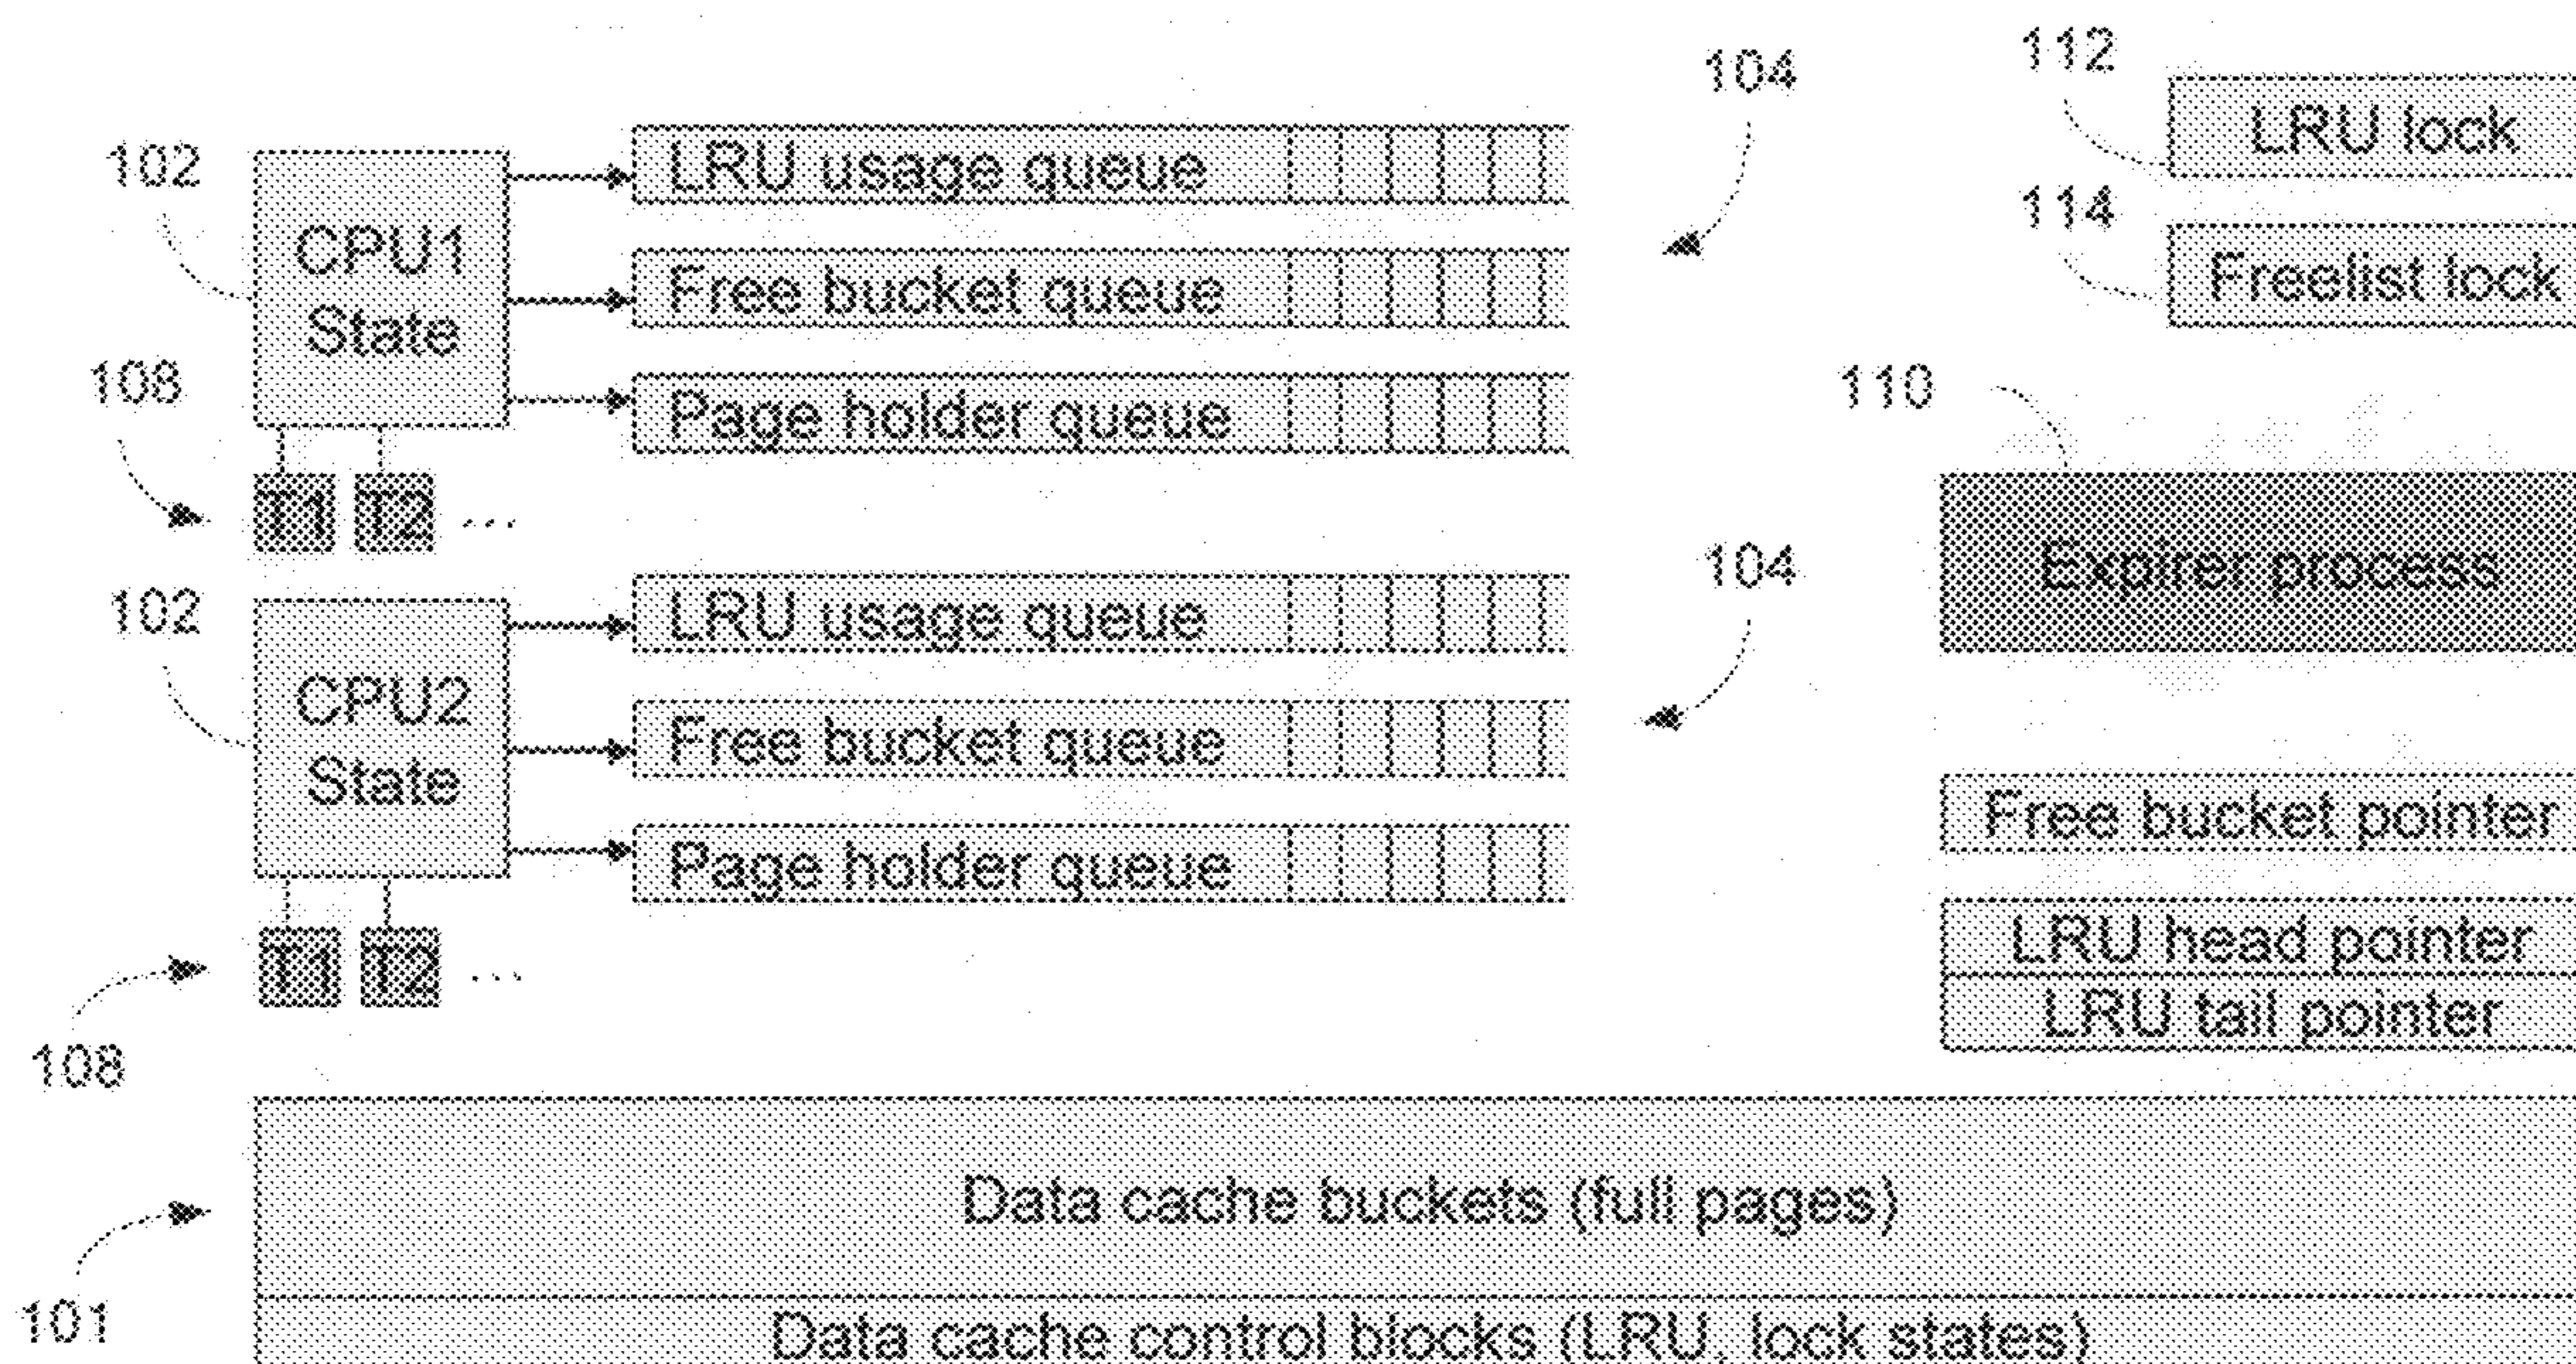 104
112
LRU lock
102
LRU usage queue
CPU1
State
114
Free bucket queue
Freelist lock
108
Page holder queue
110
T1 T2 ...
Expirer process
102
LRU usage queue
104
CPU2
State
Free bucket queue
Free bucket pointer
Page holder queue
T1 T2 ...
LRU head pointer
LRU tail pointer
108
Data cache buckets (full pages)
101
Data cache control blocks (LRU, lock states)